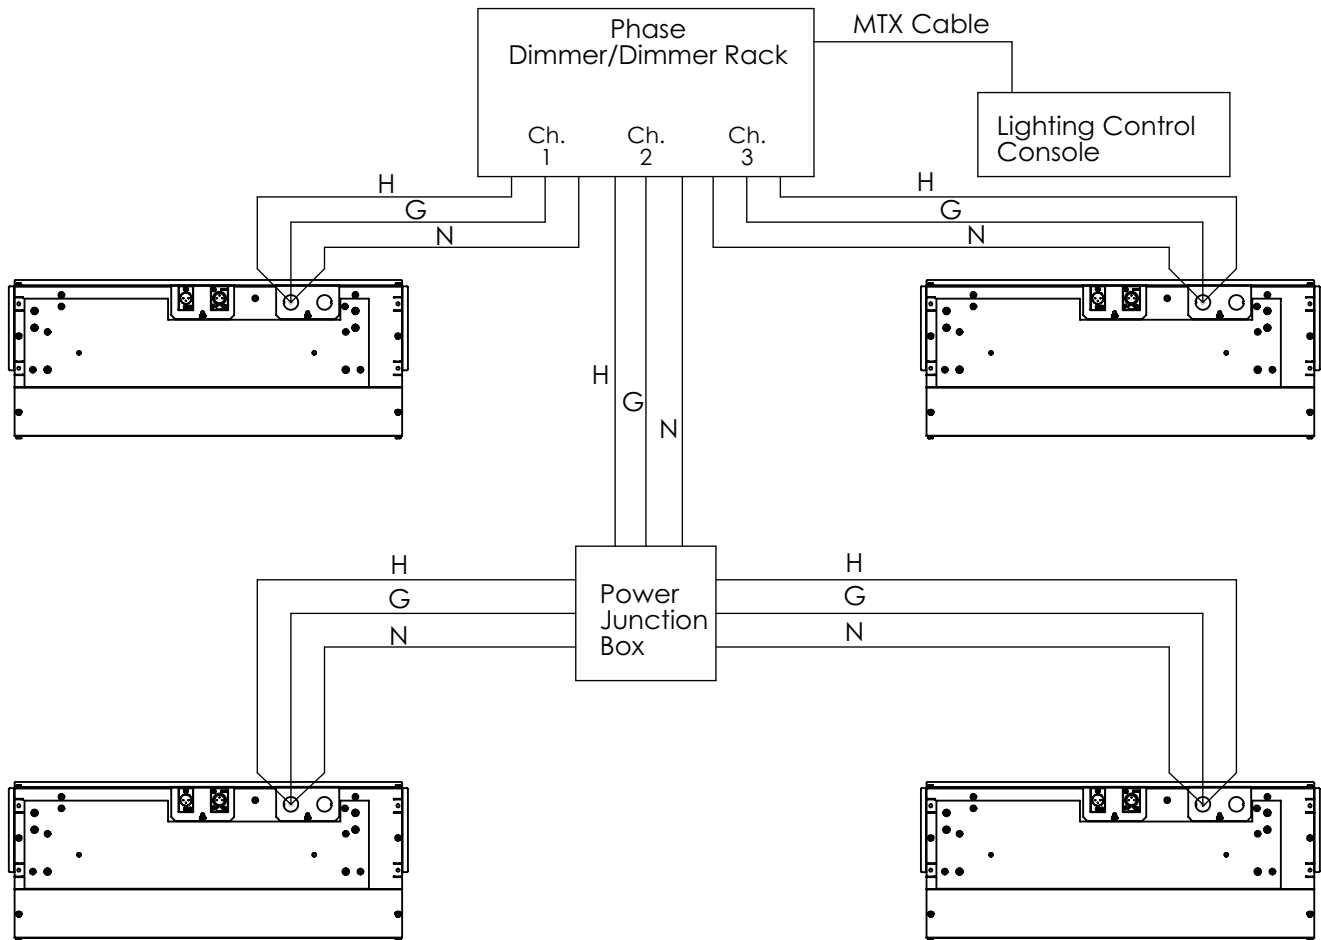 Phase
Dimmer/Dimmer Rack
MTX Cable
Lighting Control
Console
Ch.
1
Ch.
2
Ch.
3
H
G
N
H
G
N
H
G
N
H
G
N
Power
Junction
Box
H
G
N